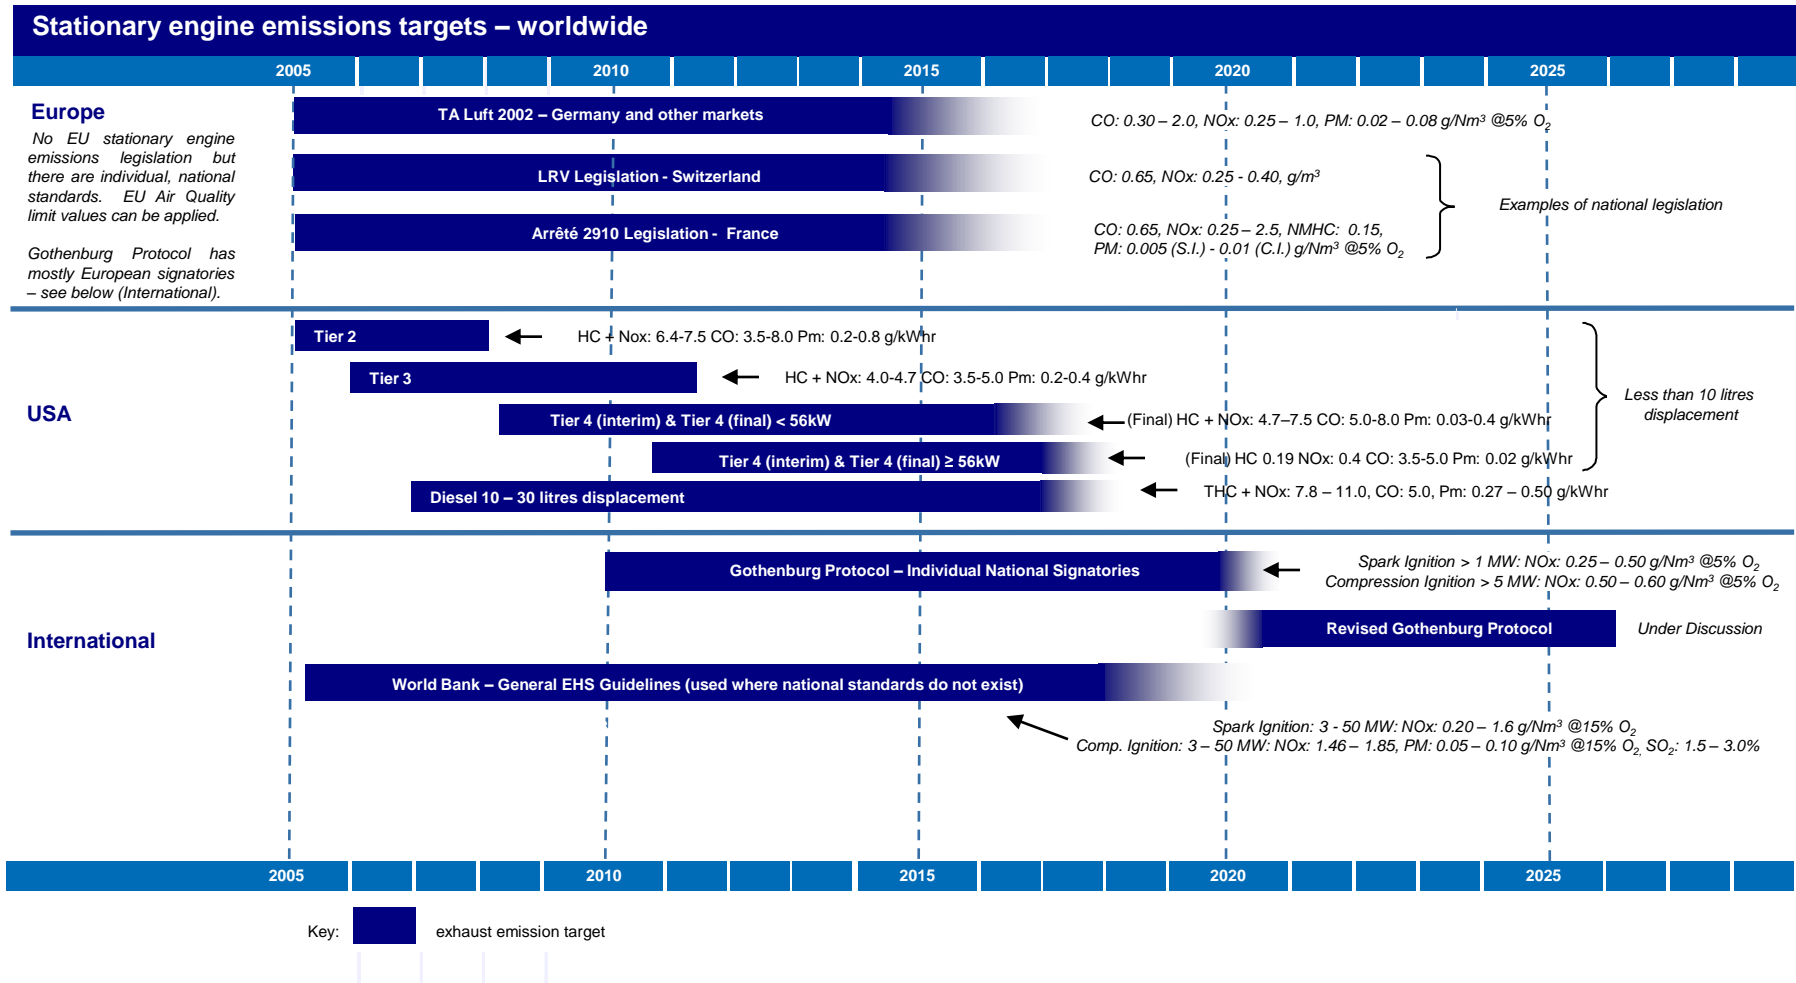 Stationary engine emissions targets – worldwide
2005 2010 2015 2020 2025
Europe
No EU stationary engine
emissions legislation but
there are individual, national
standards. EU Air Quality
limit values can be applied.
Gothenburg Protocol has
mostly European signatories
– see below (International).
TA Luft 2002 – Germany and other markets
CO: 0.30 – 2.0, NOx: 0.25 – 1.0, PM: 0.02 – 0.08 g/Nm³ @5% O₂
LRV Legislation - Switzerland
CO: 0.65, NOx: 0.25 - 0.40, g/m³
Arrêté 2910 Legislation - France
CO: 0.65, NOx: 0.25 – 2.5, NMHC: 0.15,
PM: 0.005 (S.I.) - 0.01 (C.I.) g/Nm³ @5% O₂
Examples of national legislation
USA
Tier 2
HC + Nox: 6.4-7.5 CO: 3.5-8.0 Pm: 0.2-0.8 g/kWhr
Tier 3
HC + NOx: 4.0-4.7 CO: 3.5-5.0 Pm: 0.2-0.4 g/kWhr
Tier 4 (interim) & Tier 4 (final) < 56kW
(Final) HC + NOx: 4.7–7.5 CO: 5.0-8.0 Pm: 0.03-0.4 g/kWhr
Tier 4 (interim) & Tier 4 (final) ≥ 56kW
(Final) HC 0.19 NOx: 0.4 CO: 3.5-5.0 Pm: 0.02 g/kWhr
Less than 10 litres
displacement
Diesel 10 – 30 litres displacement
THC + NOx: 7.8 – 11.0, CO: 5.0, Pm: 0.27 – 0.50 g/kWhr
International
Gothenburg Protocol – Individual National Signatories
Spark Ignition > 1 MW: NOx: 0.25 – 0.50 g/Nm³ @5% O₂
Compression Ignition > 5 MW: NOx: 0.50 – 0.60 g/Nm³ @5% O₂
Revised Gothenburg Protocol
Under Discussion
World Bank – General EHS Guidelines (used where national standards do not exist)
Spark Ignition: 3 - 50 MW: NOx: 0.20 – 1.6 g/Nm³ @15% O₂
Comp. Ignition: 3 – 50 MW: NOx: 1.46 – 1.85, PM: 0.05 – 0.10 g/Nm³ @15% O₂, SO₂: 1.5 – 3.0%
2005 2010 2015 2020 2025
Key: exhaust emission target